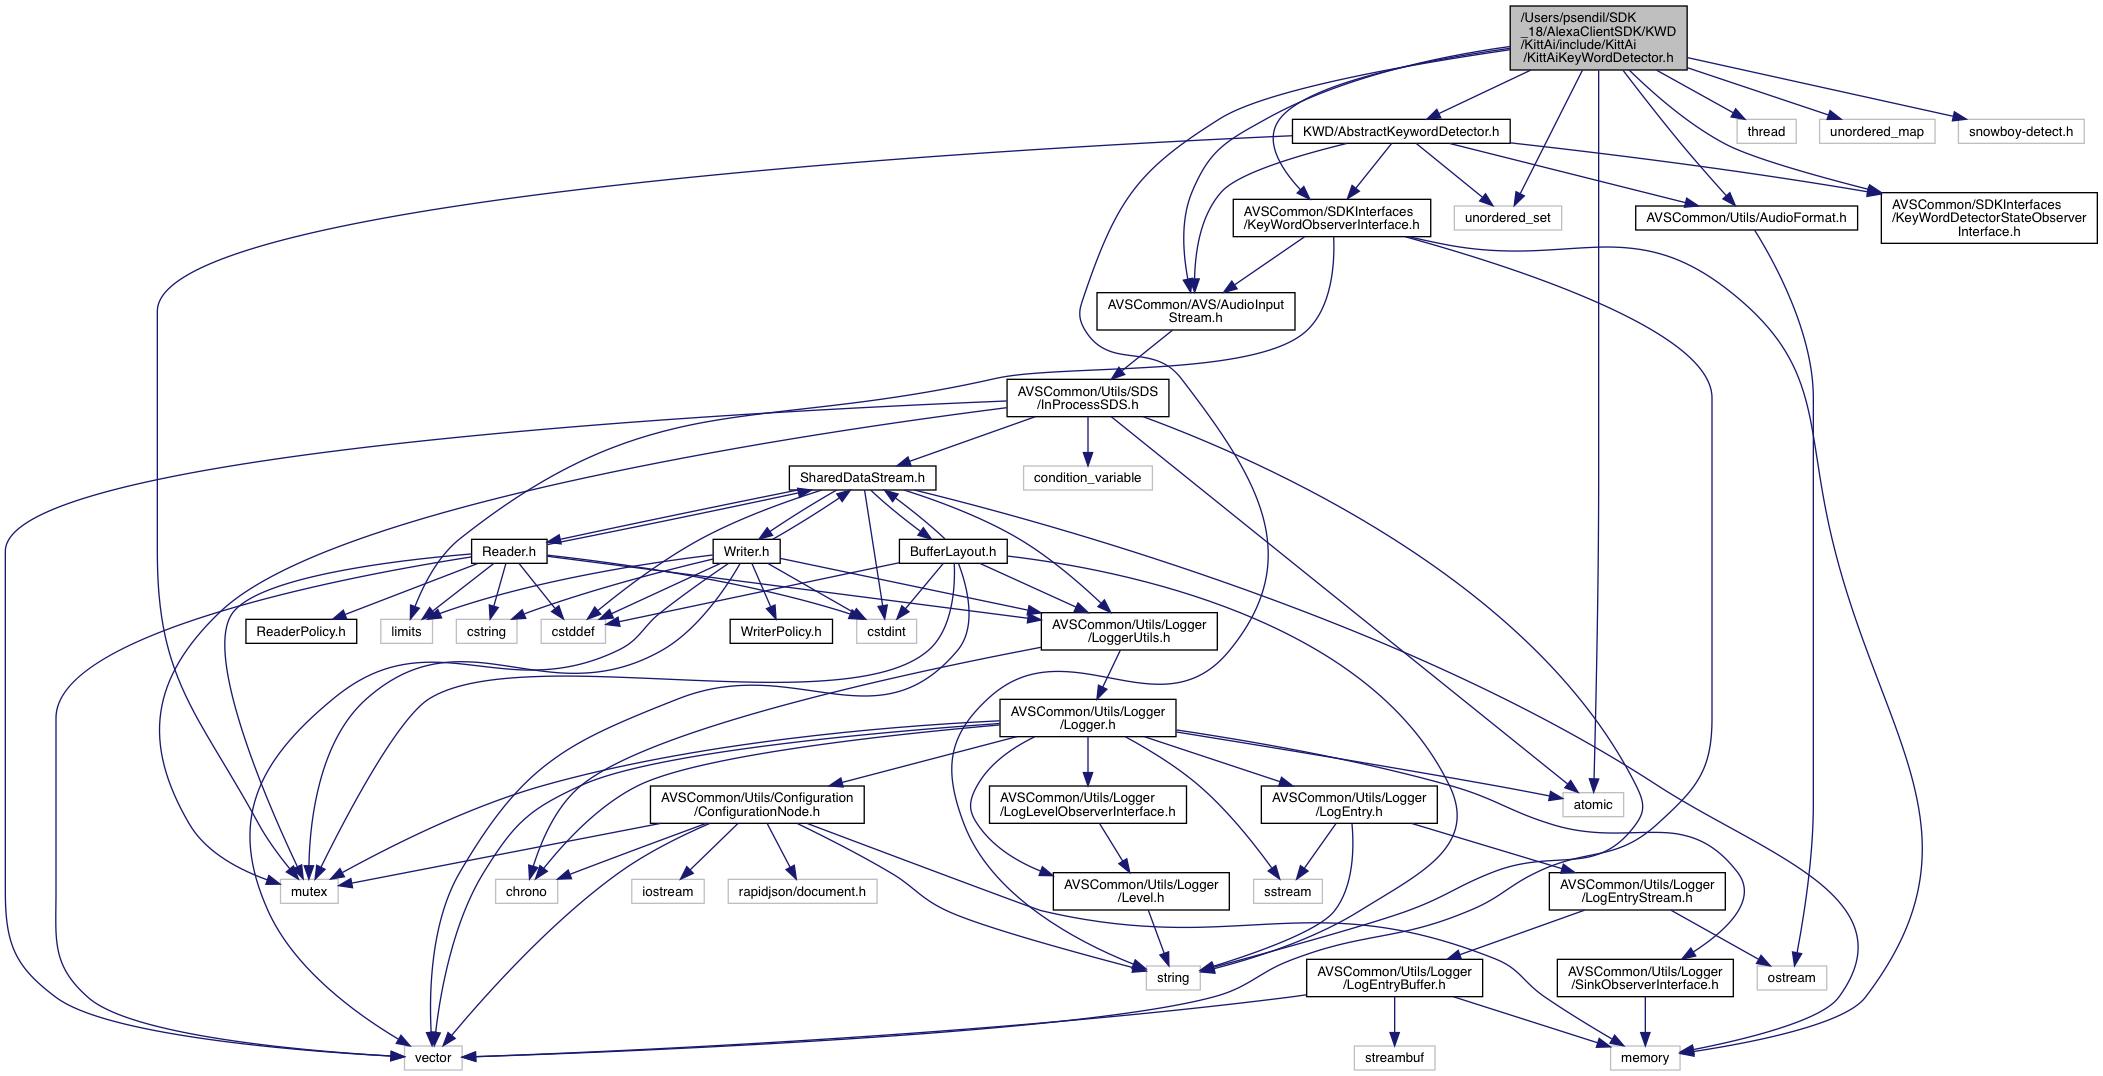 /Users/psendil/SDK
_18/AlexaClientSDK/KWD
/KittAi/include/KittAi
/KittAiKeyWordDetector.h
KWD/AbstractKeywordDetector.h
thread
unordered_map
snowboy-detect.h
AVSCommon/SDKInterfaces
/KeyWordObserverInterface.h
unordered_set
AVSCommon/Utils/AudioFormat.h
AVSCommon/SDKInterfaces
/KeyWordDetectorStateObserver
Interface.h
AVSCommon/AVS/AudioInput
Stream.h
AVSCommon/Utils/SDS
/InProcessSDS.h
SharedDataStream.h
condition_variable
Reader.h
Writer.h
BufferLayout.h
ReaderPolicy.h
limits
cstring
cstddef
WriterPolicy.h
cstdint
AVSCommon/Utils/Logger
/LoggerUtils.h
AVSCommon/Utils/Logger
/Logger.h
AVSCommon/Utils/Configuration
/ConfigurationNode.h
AVSCommon/Utils/Logger
/LogLevelObserverInterface.h
AVSCommon/Utils/Logger
/LogEntry.h
atomic
mutex
chrono
iostream
rapidjson/document.h
AVSCommon/Utils/Logger
/Level.h
sstream
AVSCommon/Utils/Logger
/LogEntryStream.h
string
AVSCommon/Utils/Logger
/LogEntryBuffer.h
AVSCommon/Utils/Logger
/SinkObserverInterface.h
ostream
vector
streambuf
memory